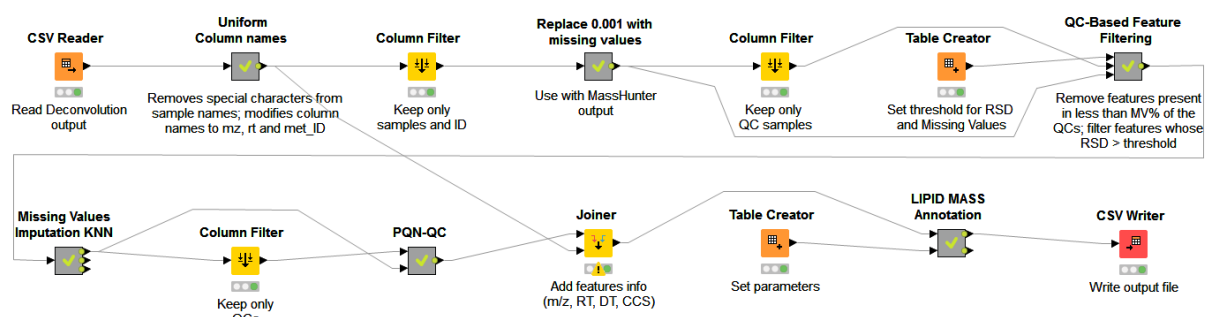 CSV Reader
Read Deconvolution
output
Uniform
Column names
Removes special characters from
sample names; modifies column
names to mz, rt and met_ID
Column Filter
Keep only
samples and ID
Replace 0.001 with
missing values
Use with MassHunter
output
Column Filter
Keep only
QC samples
Table Creator
Set threshold for RSD
and Missing Values
QC-Based Feature
Filtering
Remove features present
in less than MV% of the
QCs; filter features whose
RSD > threshold
Missing Values
Imputation KNN
Column Filter
Keep only
PQN-QC
Joiner
Add features info
(m/z, RT, DT, CCS)
Table Creator
Set parameters
LIPID MASS
Annotation
CSV Writer
Write output file